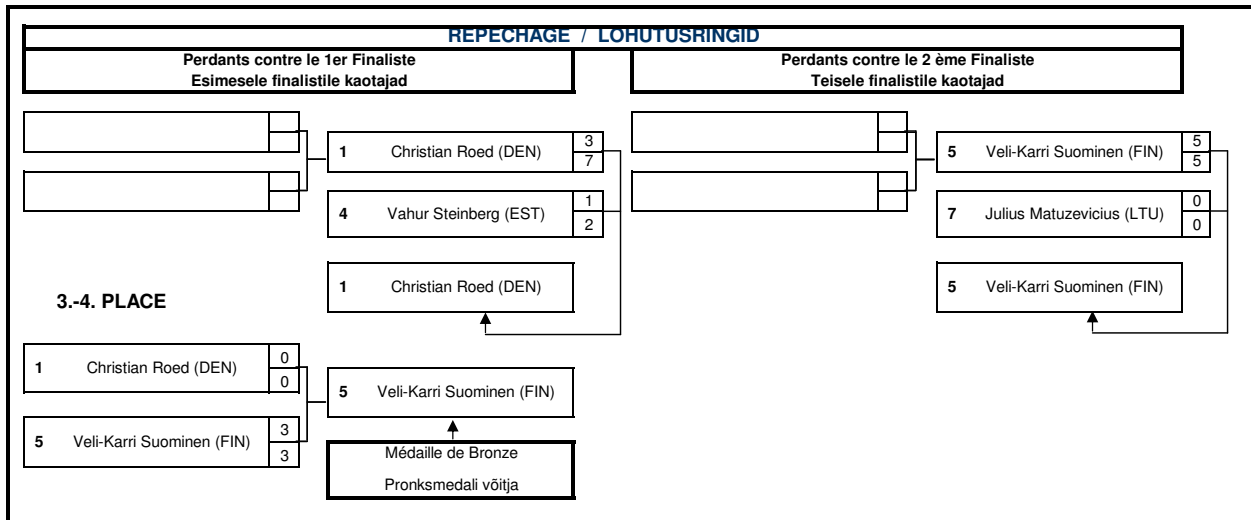 REPECHAGE / LOHUTUSRINGID
Perdants contre le 1er Finaliste
Esimesele finalistile kaotajad
Perdants contre le 2 ème Finaliste
Teisele finalistile kaotajad
1 Christian Roed (DEN) 3
7
4 Vahur Steinberg (EST) 1
2
1 Christian Roed (DEN)
5 Veli-Karri Suominen (FIN) 5
5
7 Julius Matuzevicius (LTU) 0
0
5 Veli-Karri Suominen (FIN)
3.-4. PLACE
1 Christian Roed (DEN) 0
0
5 Veli-Karri Suominen (FIN) 3
3
5 Veli-Karri Suominen (FIN)
Médaille de Bronze
Pronksmedali võitja